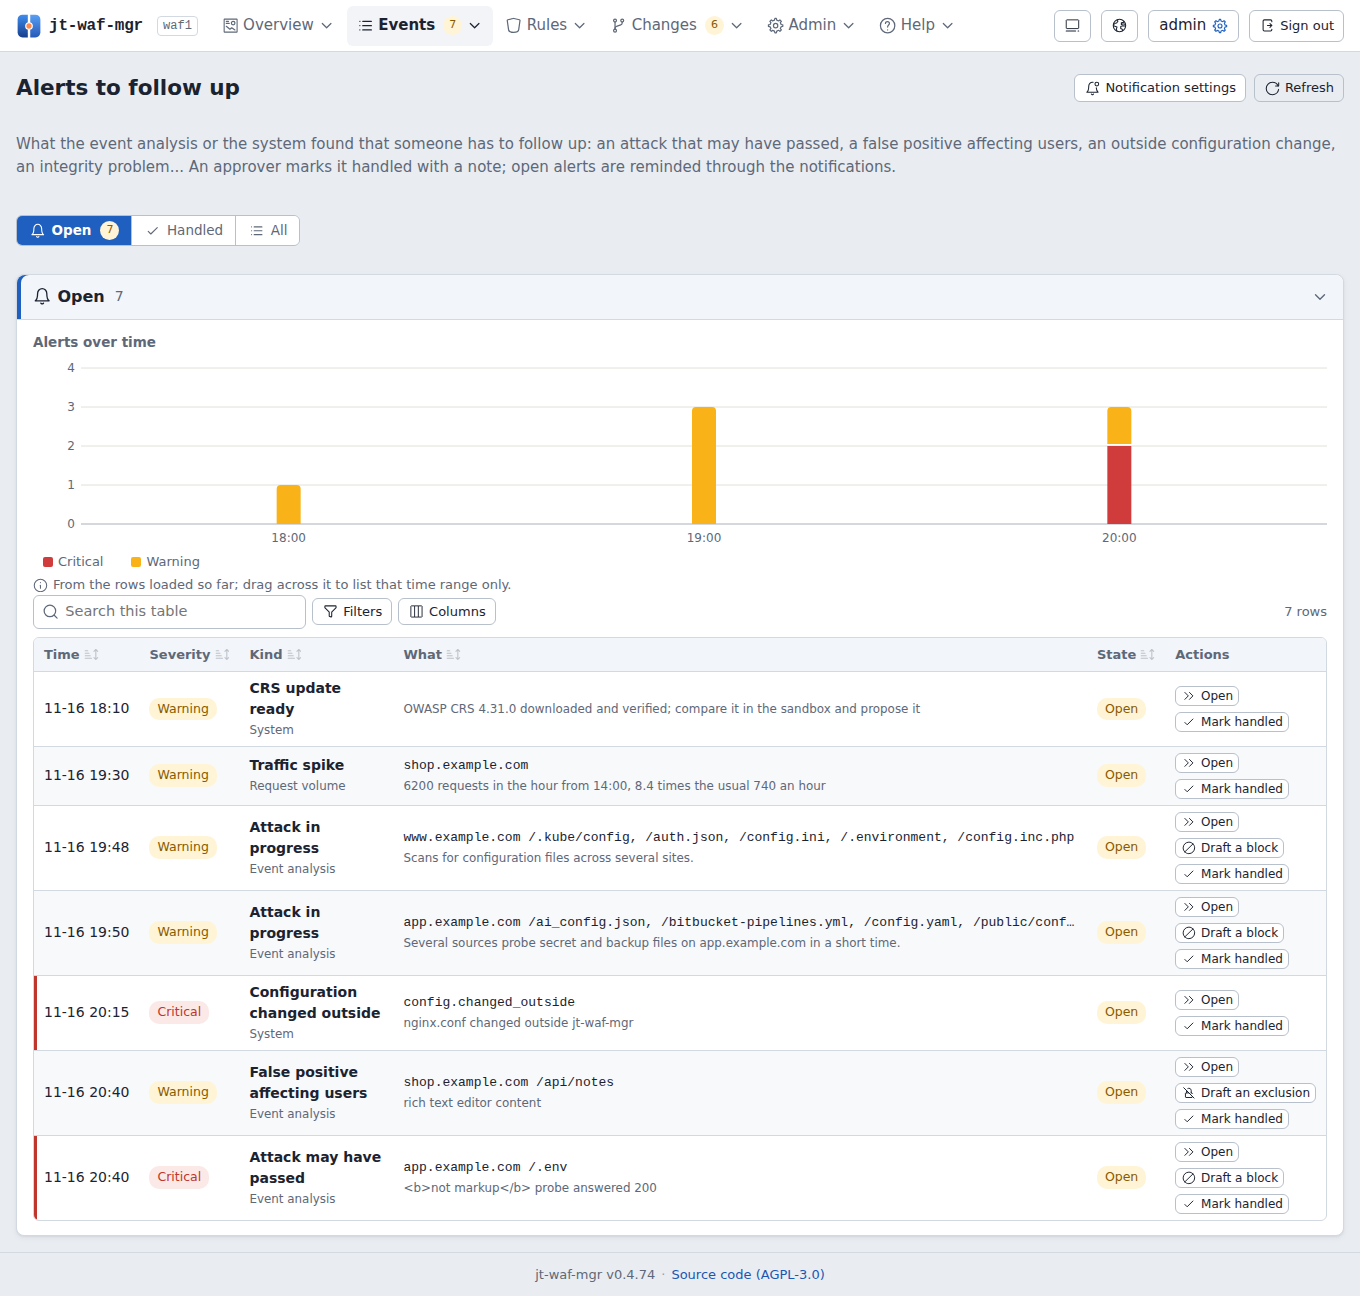 jt-waf-mgr waf1 Overview Events 7 Rules Changes 6 Admin Help admin Sign out
Alerts to follow up
Notification settings Refresh
What the event analysis or the system found that someone has to follow up: an attack that may have passed, a false positive affecting users, an outside configuration change,
an integrity problem... An approver marks it handled with a note; open alerts are reminded through the notifications.
Open 7 Handled All
Open 7
Alerts over time
4
3
2
1
0
18:00 19:00 20:00
Critical Warning
From the rows loaded so far; drag across it to list that time range only.
Search this table Filters Columns 7 rows
Time Severity Kind What State Actions
11-16 18:10 Warning CRS update ready System OWASP CRS 4.31.0 downloaded and verified; compare it in the sandbox and propose it Open Open
Mark handled
11-16 19:30 Warning Traffic spike Request volume shop.example.com
6200 requests in the hour from 14:00, 8.4 times the usual 740 an hour Open Open
Mark handled
11-16 19:48 Warning Attack in progress Event analysis www.example.com /.kube/config, /auth.json, /config.ini, /.environment, /config.inc.php
Scans for configuration files across several sites. Open Open
Draft a block
Mark handled
11-16 19:50 Warning Attack in progress Event analysis app.example.com /ai_config.json, /bitbucket-pipelines.yml, /config.yaml, /public/conf…
Several sources probe secret and backup files on app.example.com in a short time. Open Open
Draft a block
Mark handled
11-16 20:15 Critical Configuration changed outside System config.changed_outside
nginx.conf changed outside jt-waf-mgr Open Open
Mark handled
11-16 20:40 Warning False positive affecting users Event analysis shop.example.com /api/notes
rich text editor content Open Open
Draft an exclusion
Mark handled
11-16 20:40 Critical Attack may have passed Event analysis app.example.com /.env
<b>not markup</b> probe answered 200 Open Open
Draft a block
Mark handled
jt-waf-mgr v0.4.74 · Source code (AGPL-3.0)